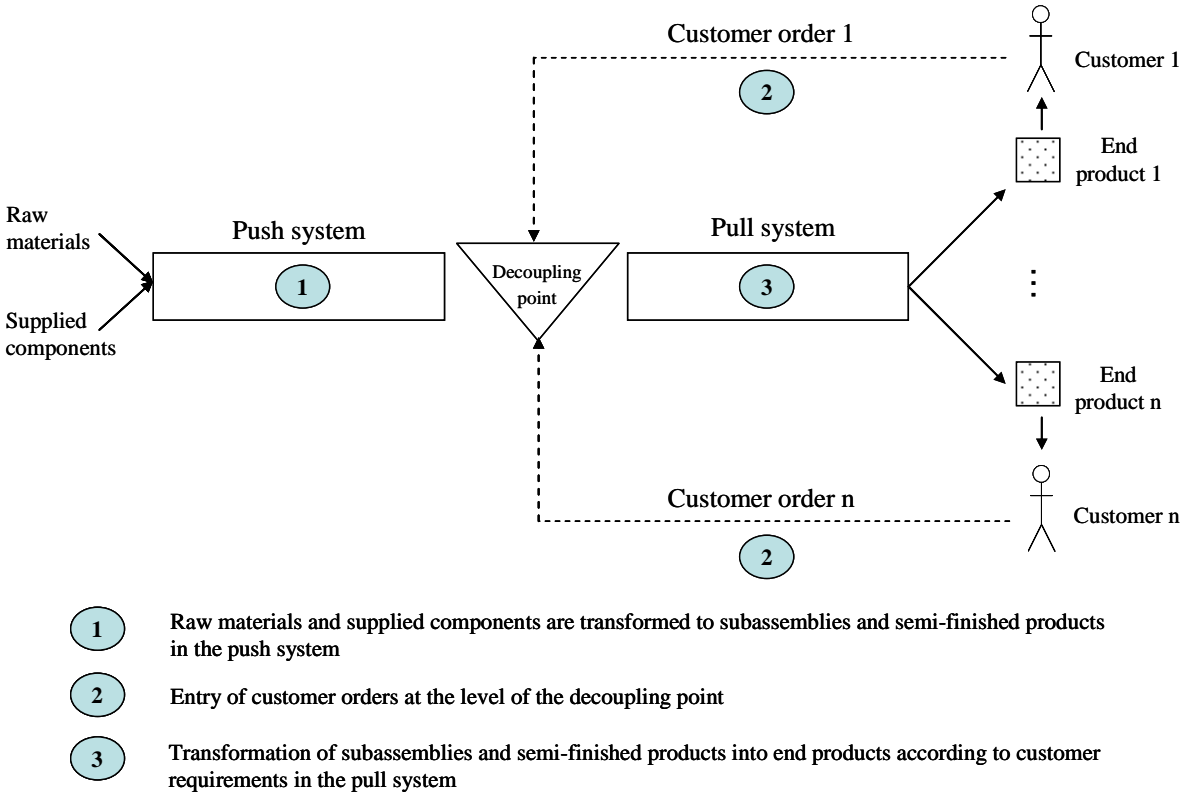 Customer order 1
2
Customer 1
End
product 1
Raw
materials
Push system
Pull system
1
Decoupling
point
3
⋮
Supplied
components
End
product n
Customer order n
2
Customer n
1
Raw materials and supplied components are transformed to subassemblies and semi-finished products
in the push system
2
Entry of customer orders at the level of the decoupling point
3
Transformation of subassemblies and semi-finished products into end products according to customer
requirements in the pull system